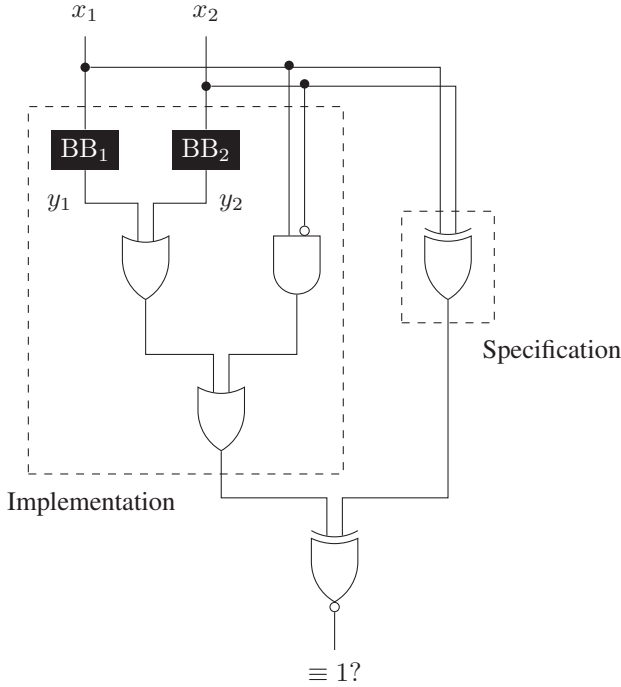 x₁ x₂
BB₁ BB₂
y₁ y₂
Specification
Implementation
≡ 1?